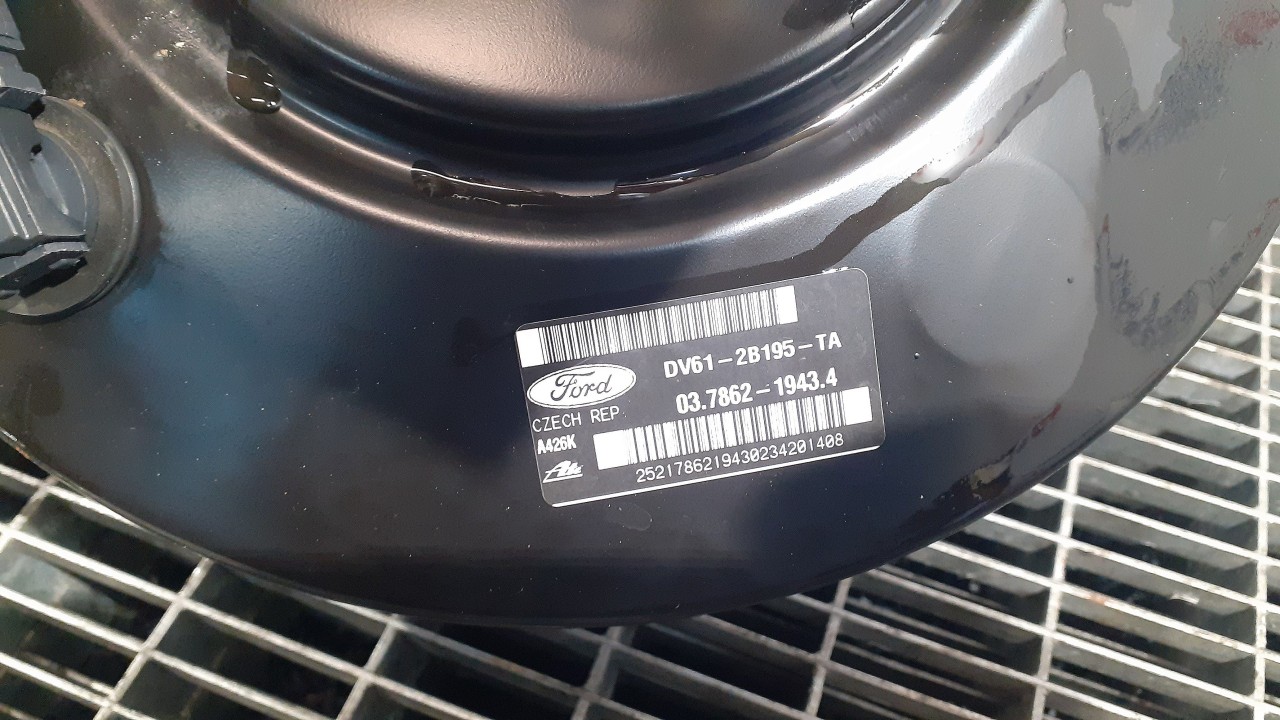 DV61-2B195-TA
Ford
03.7862-1943.4
CZECH REP
A426K
Ate
2521786219430234201408